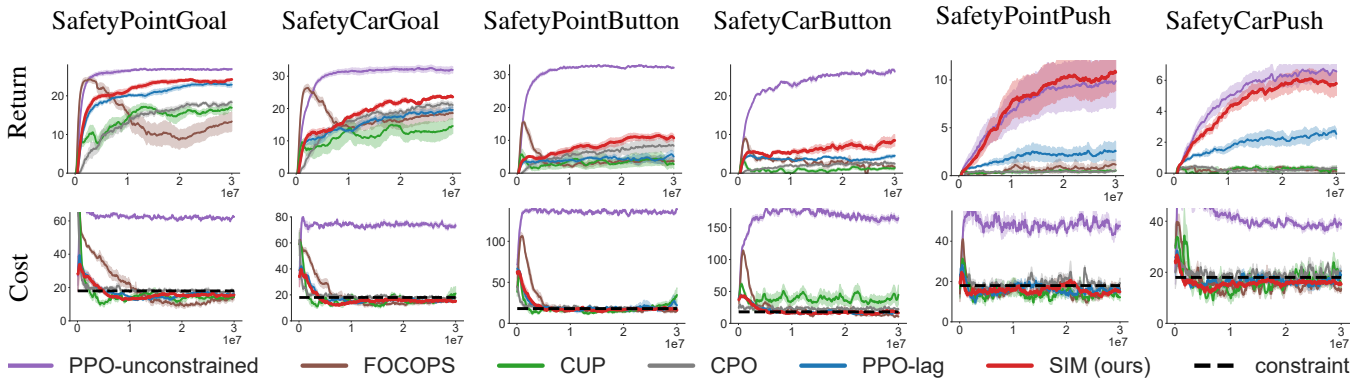 SafetyPointGoal SafetyCarGoal SafetyPointButton SafetyCarButton SafetyPointPush SafetyCarPush
Return
20
10
0
0 1 2 3
1e7
30
20
10
0
0 1 2 3
1e7
30
20
10
0
0 1 2 3
1e7
30
20
10
0
0 1 2 3
1e7
10
5
0
0 1 2 3
1e7
6
4
2
0
0 1 2 3
1e7
Cost
60
40
20
0
0 1 2 3
1e7
80
60
40
20
0
0 1 2 3
1e7
150
100
50
0
0 1 2 3
1e7
150
100
50
0
0 1 2 3
1e7
40
20
0
0 1 2 3
1e7
40
20
0
0 1 2 3
1e7
PPO-unconstrained FOCOPS CUP CPO PPO-lag SIM (ours) constraint